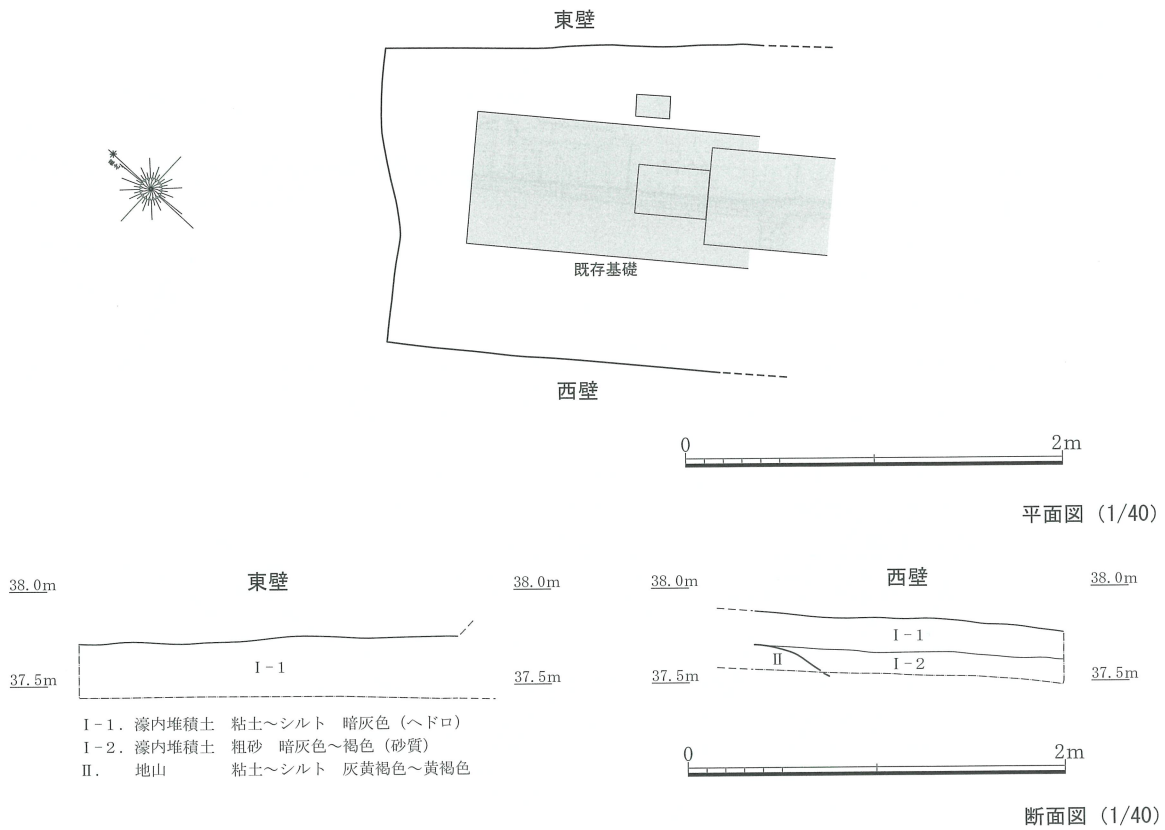 東壁
既存基礎
西壁
0 2m
平面図 (1/40)
東壁
38.0m 38.0m
I-1
37.5m 37.5m
西壁
38.0m 38.0m
I-1
II
I-2
37.5m 37.5m
I-1. 濠内堆積土 粘土～シルト 暗灰色 (ヘドロ)
I-2. 濠内堆積土 粗砂 暗灰色～褐色 (砂質)
II. 地山 粘土～シルト 灰黄褐色～黄褐色
0 2m
断面図 (1/40)